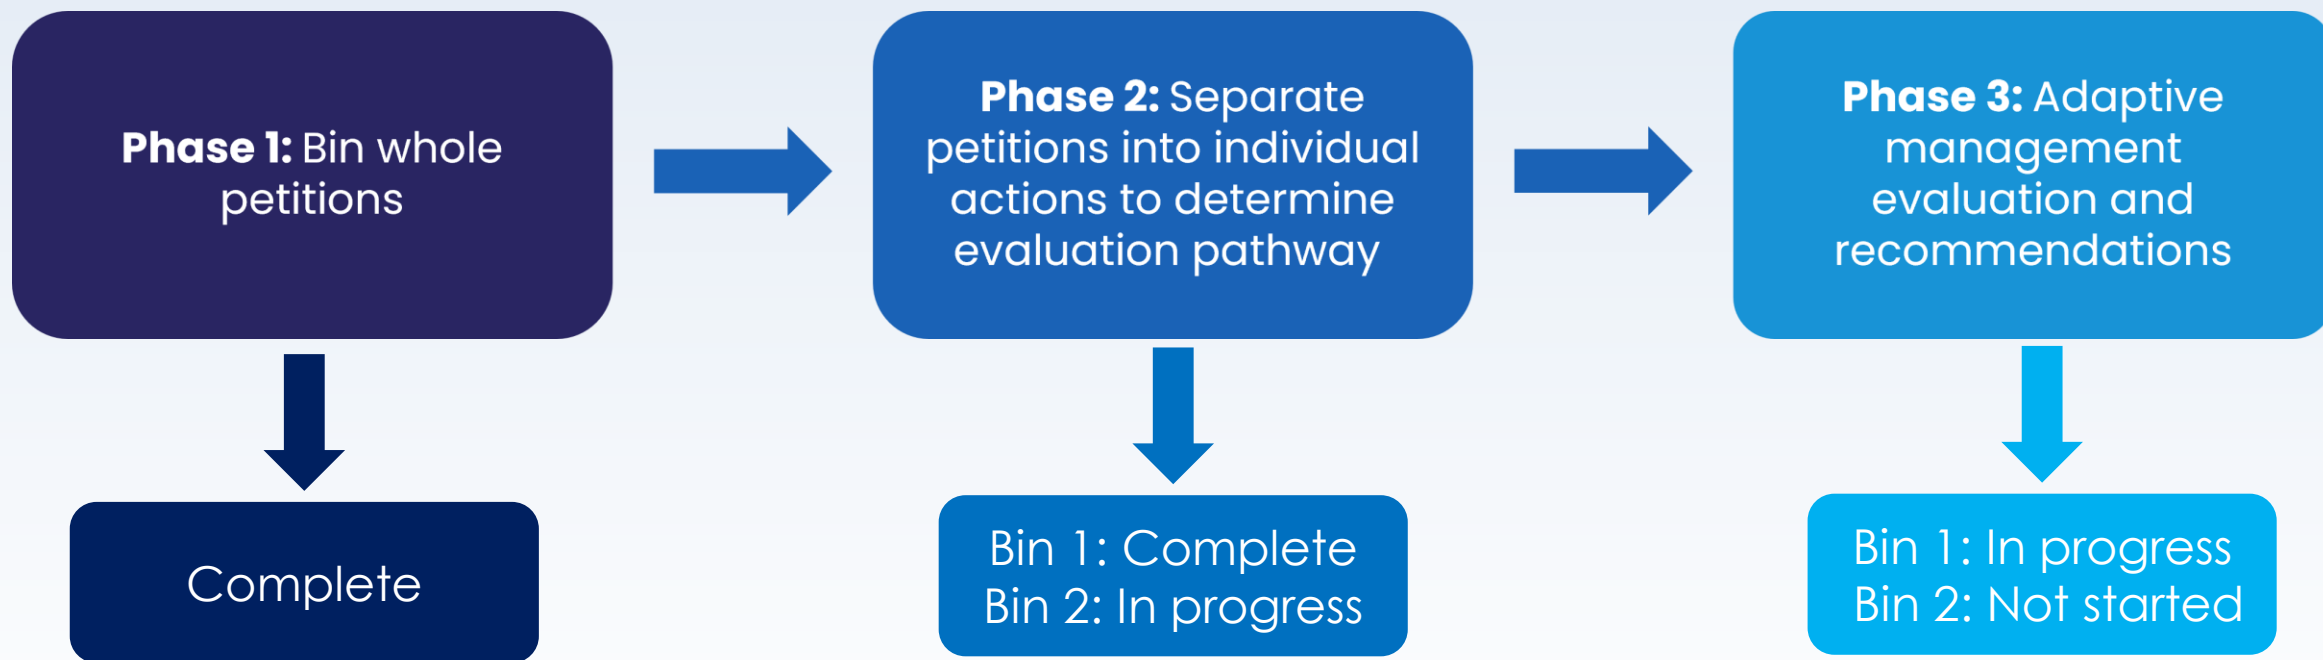 Phase 1: Bin whole
petitions
Phase 2: Separate
petitions into individual
actions to determine
evaluation pathway
Phase 3: Adaptive
management
evaluation and
recommendations
Complete
Bin 1: Complete
Bin 2: In progress
Bin 1: In progress
Bin 2: Not started